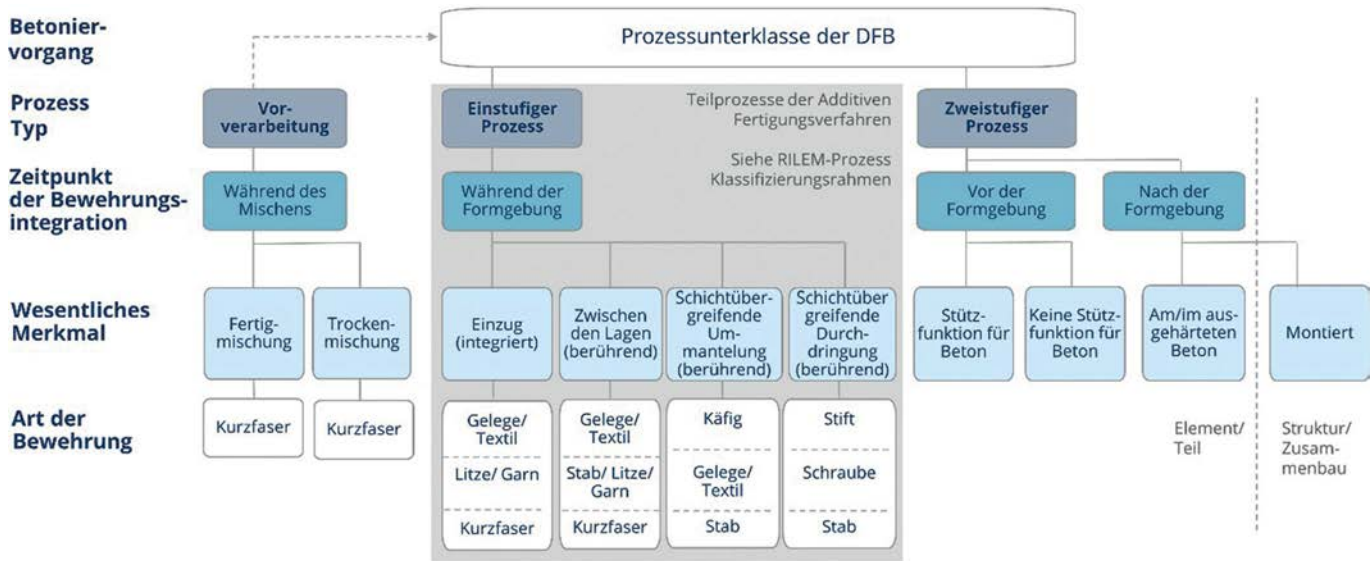 Betonier-
vorgang
Prozessunterklasse der DFB
Prozess
Typ
Vor-
verarbeitung
Einstufiger
Prozess
Teilprozesse der Additiven
Fertigungsverfahren
Zweistufiger
Prozess
Siehe RILEM-Prozess
Klassifizierungsrahmen
Zeitpunkt
der Bewehrungs-
integration
Während des
Mischens
Während der
Formgebung
Vor der
Formgebung
Nach der
Formgebung
Wesentliches
Merkmal
Fertig-
mischung
Trocken-
mischung
Einzug
(integriert)
Zwischen
den Lagen
(berührend)
Schichtüber-
greifende
Um-
mantelung
(berührend)
Schichtüber
greifende
Durch-
dringung
(berührend)
Stütz-
funktion für
Beton
Keine Stütz-
funktion für
Beton
Am/im aus-
gehärteten
Beton
Montiert
Art der
Bewehrung
Kurzfaser
Kurzfaser
Gelege/
Textil
Litze/ Garn
Kurzfaser
Gelege/
Textil
Stab/ Litze/
Garn
Kurzfaser
Käfig
Gelege/
Textil
Stab
Stift
Schraube
Stab
Element/
Teil
Struktur/
Zusam-
menbau